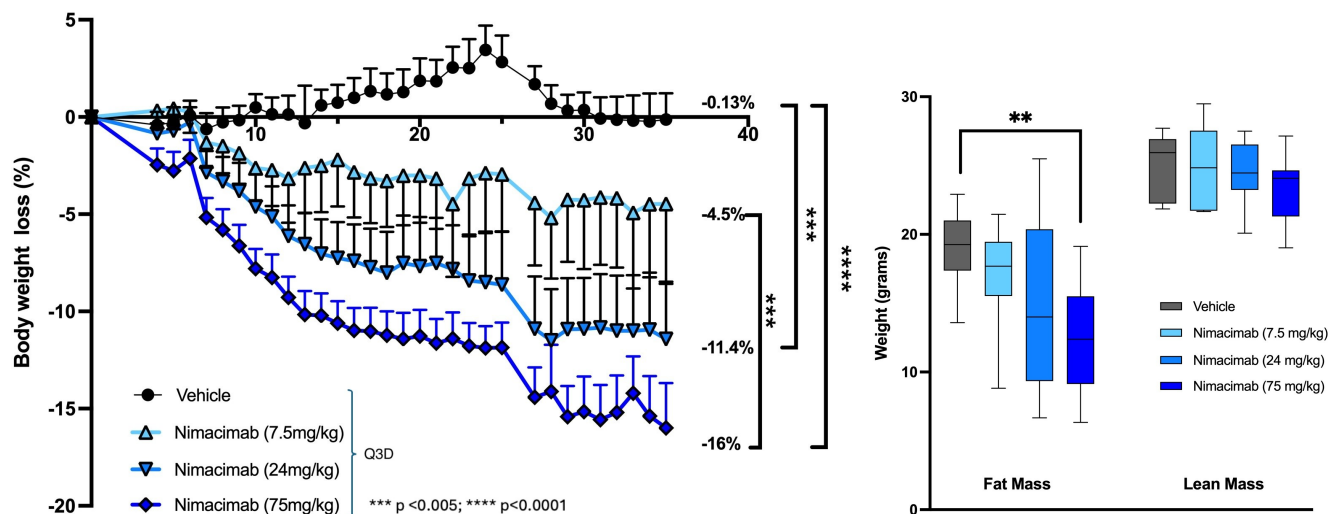 Body weight loss (%)
5
0
-5
-10
-15
-20
10
20
30
40
-0.13%
-4.5%
-11.4%
-16%
***
***
****
Vehicle
Nimacimab (7.5mg/kg)
Nimacimab (24mg/kg)
Nimacimab (75mg/kg)
Q3D
*** p <0.005; **** p<0.0001
Weight (grams)
30
20
10
0
**
Vehicle
Nimacimab (7.5 mg/kg)
Nimacimab (24 mg/kg)
Nimacimab (75 mg/kg)
Fat Mass
Lean Mass